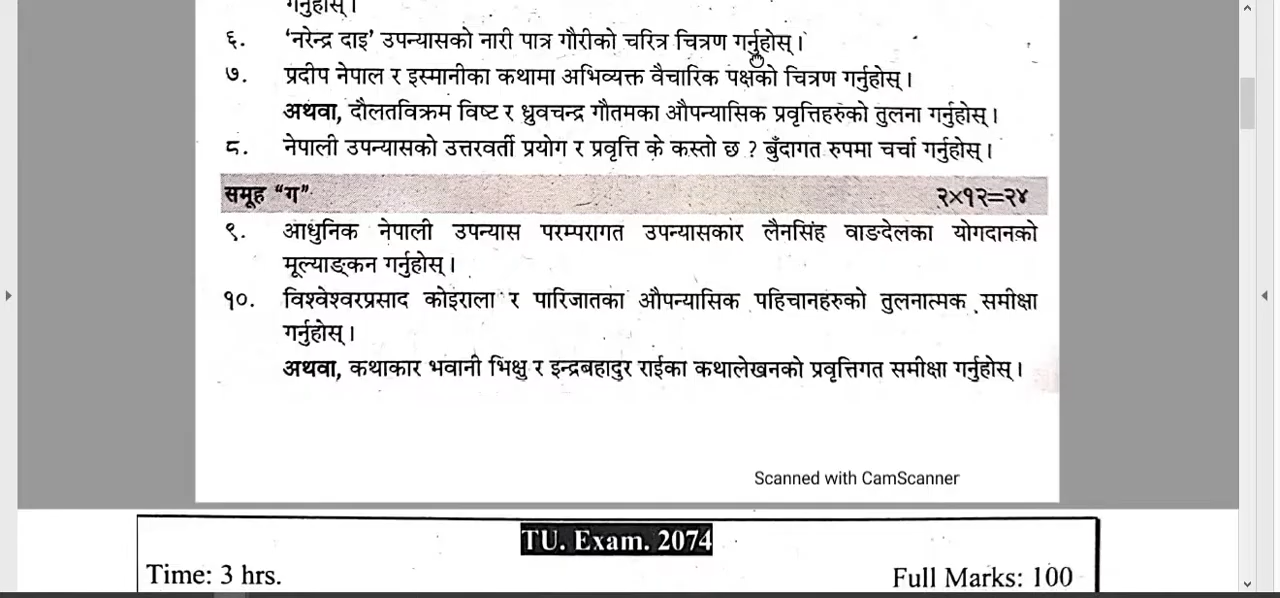 गर्नुहोस् ।
६. ‘नरेन्द्र दाइ’ उपन्यासको नारी पात्र गौरीको चरित्र चित्रण गर्नुहोस् ।
७. प्रदीप नेपाल र इस्मानीका कथामा अभिव्यक्त वैचारिक पक्षको चित्रण गर्नुहोस् ।
अथवा, दौलतविक्रम विष्ट र ध्रुवचन्द्र गौतमका औपन्यासिक प्रवृत्तिहरुको तुलना गर्नुहोस् ।
८. नेपाली उपन्यासको उत्तरवर्ती प्रयोग र प्रवृत्ति के कस्तो छ ? बुँदागत रुपमा चर्चा गर्नुहोस् ।
समूह “ग” २×१२=२४
९. आधुनिक नेपाली उपन्यास परम्परागत उपन्यासकार लैनसिंह वाङदेलका योगदानको
मूल्याङ्कन गर्नुहोस् ।
१०. विश्वेश्वरप्रसाद कोइराला र पारिजातका औपन्यासिक पहिचानहरुको तुलनात्मक समीक्षा
गर्नुहोस् ।
अथवा, कथाकार भवानी भिक्षु र इन्द्रबहादुर राईका कथालेखनको प्रवृत्तिगत समीक्षा गर्नुहोस् ।
Scanned with CamScanner
TU. Exam. 2074
Time: 3 hrs. Full Marks: 100